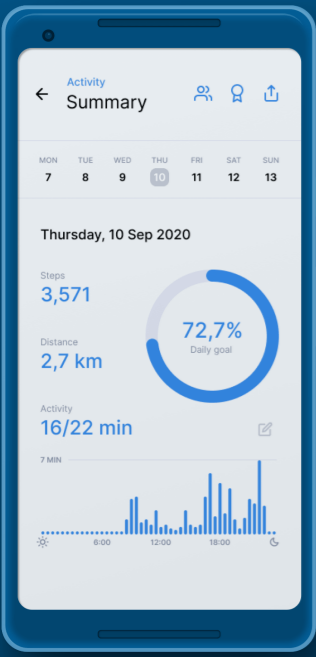 Activity
Summary
MON TUE WED THU FRI SAT SUN
7 8 9 10 11 12 13
Thursday, 10 Sep 2020
Steps
3,571
72,7%
Daily goal
Distance
2,7 km
Activity
16/22 min
7 MIN
6:00 12:00 18:00